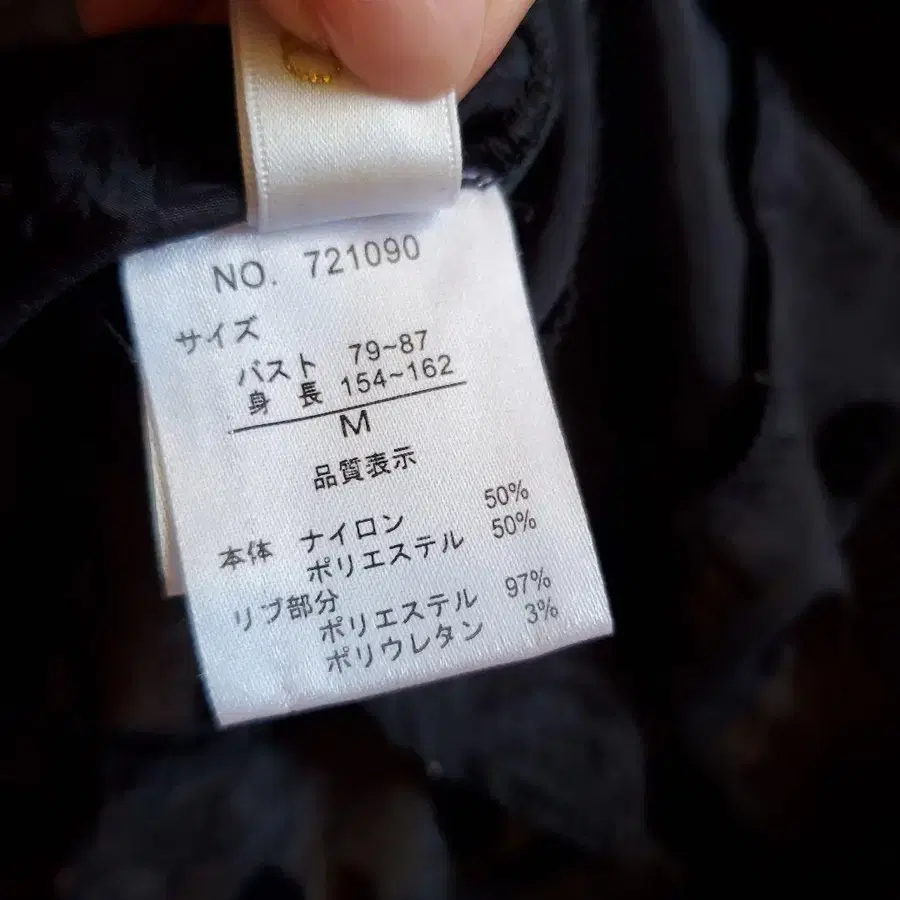 NO. 721090
サイズ
バスト 79~87
身長 154~162
M
品質表示
本体 ナイロン 50%
ポリエステル 50%
リブ部分
ポリエステル 97%
ポリウレタン 3%